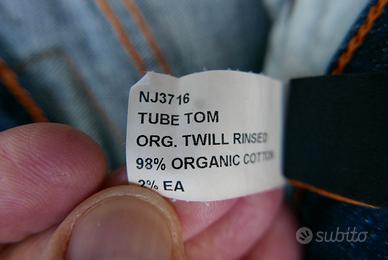 NJ3716
TUBE TOM
ORG. TWILL RINSED
98% ORGANIC COTTON
2% EA
subito